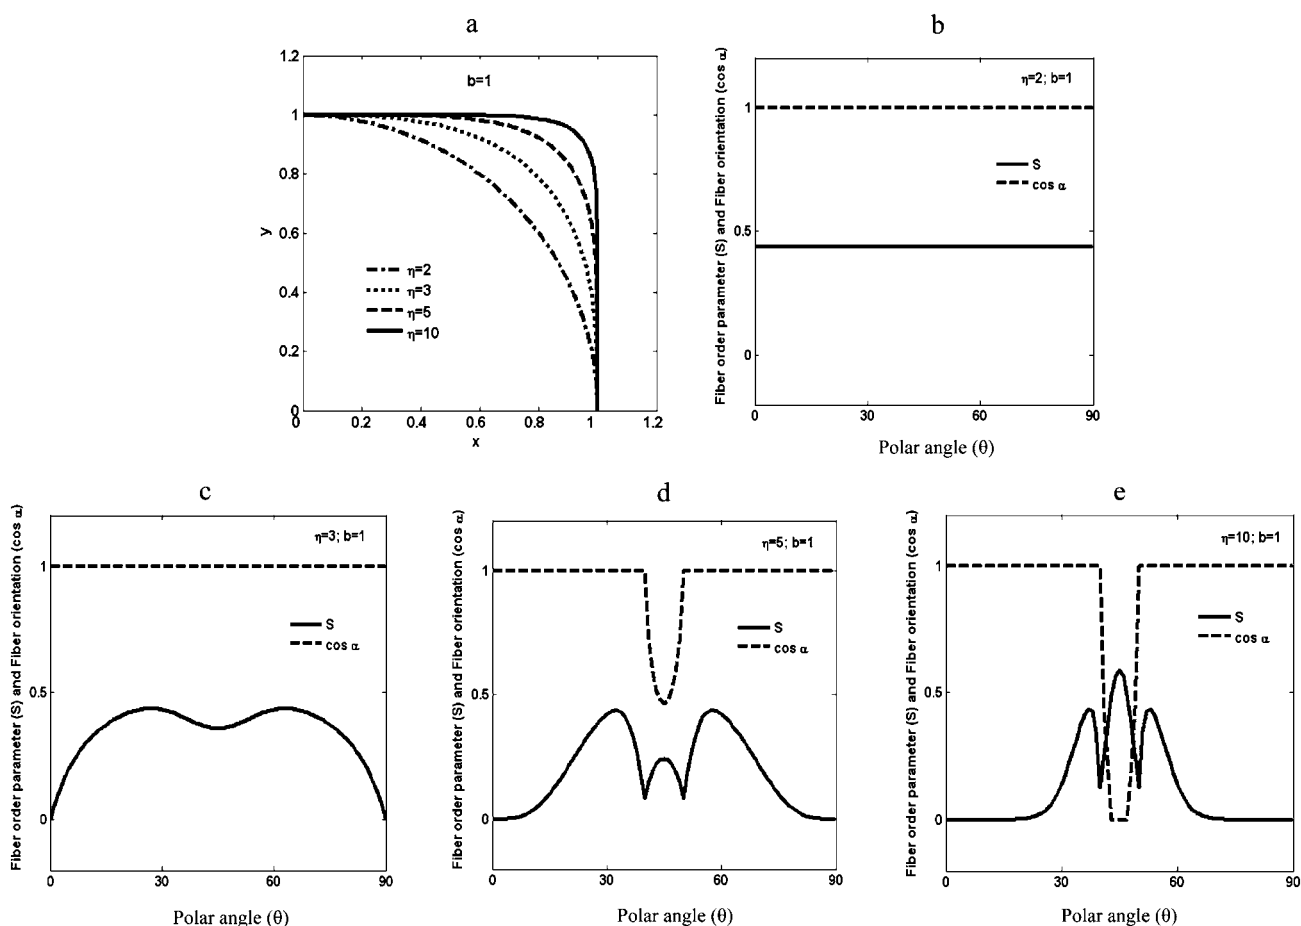 a
b=1
1.2
1
0.8
0.6
0.4
0.2
0
y
η=2
η=3
η=5
η=10
0 0.2 0.4 0.6 0.8 1 1.2
x
b
Fiber order parameter (S) and Fiber orientation (cos α)
η=2; b=1
1
0.5
0
S
cos α
0 30 60 90
Polar angle (θ)
c
Fiber order parameter (S) and Fiber orientation (cos α)
η=3; b=1
1
0.5
0
S
cos α
0 30 60 90
Polar angle (θ)
d
Fiber order parameter (S) and Fiber orientation (cos α)
η=5; b=1
1
0.5
0
S
cos α
0 30 60 90
Polar angle (θ)
e
Fiber order parameter (S) and Fiber orientation (cos α)
η=10; b=1
1
0.5
0
S
cos α
0 30 60 90
Polar angle (θ)